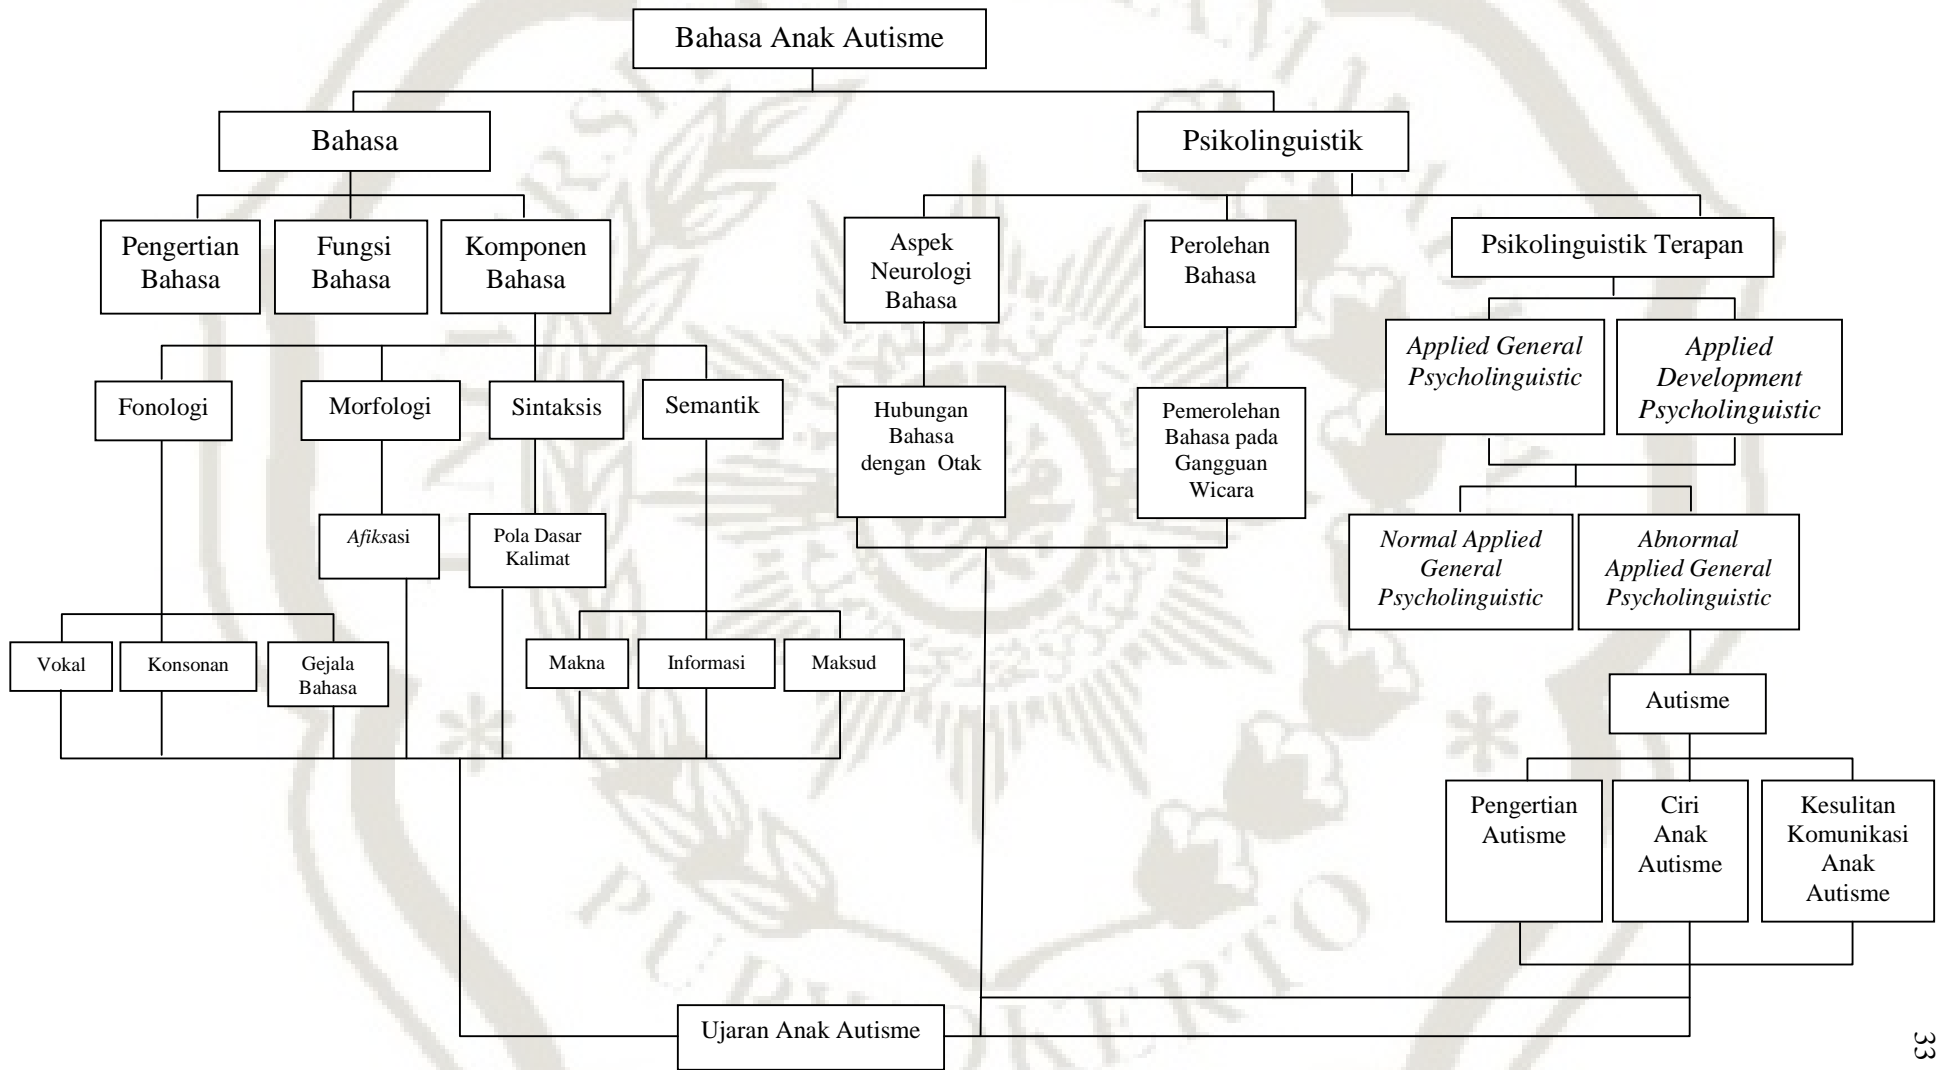 Bahasa Anak Autisme
Bahasa
Psikolinguistik
Pengertian
Bahasa
Fungsi
Bahasa
Komponen
Bahasa
Aspek
Neurologi
Bahasa
Perolehan
Bahasa
Psikolinguistik Terapan
Applied General
Psycholinguistic
Applied
Development
Psycholinguistic
Fonologi
Morfologi
Sintaksis
Semantik
Hubungan
Bahasa
dengan Otak
Pemerolehan
Bahasa pada
Gangguan
Wicara
Afiksasi
Pola Dasar
Kalimat
Normal Applied
General
Psycholinguistic
Abnormal
Applied General
Psycholinguistic
Vokal
Konsonan
Gejala
Bahasa
Makna
Informasi
Maksud
Autisme
Pengertian
Autisme
Ciri
Anak
Autisme
Kesulitan
Komunikasi
Anak
Autisme
Ujaran Anak Autisme
33